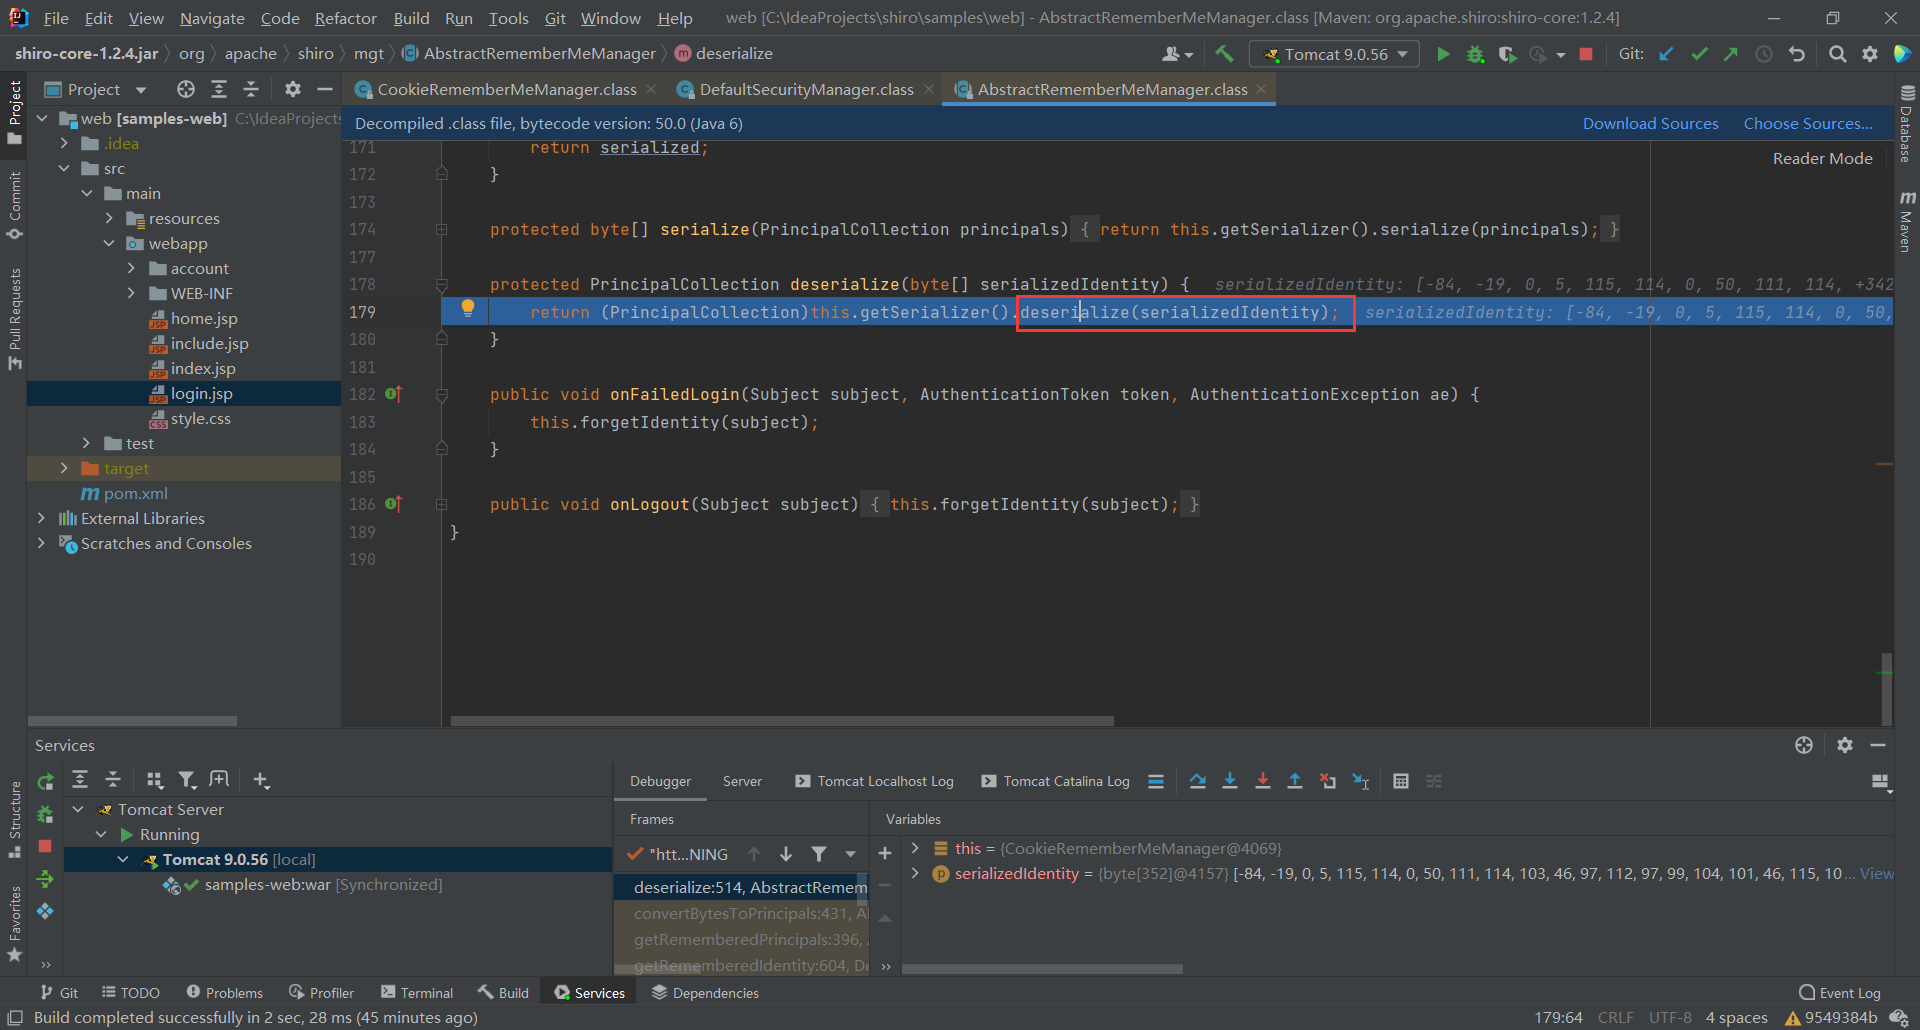 File Edit View Navigate Code Refactor Build Run Tools Git Window Help web [C:\IdeaProjects\shiro\samples\web] - AbstractRememberMeManager.class [Maven: org.apache.shiro:shiro-core:1.2.4]
shiro-core-1.2.4.jar org apache shiro mgt AbstractRememberMeManager deserialize Tomcat 9.0.56 Git:
Project CookieRememberMeManager.class DefaultSecurityManager.class AbstractRememberMeManager.class
Decompiled .class file, bytecode version: 50.0 (Java 6) Download Sources Choose Sources...
Reader Mode
Project
Commit
Pull Requests
Structure
Favorites
Database
Maven
web [samples-web] C:\IdeaProjects
.idea
src
main
resources
webapp
account
WEB-INF
home.jsp
include.jsp
index.jsp
login.jsp
style.css
test
target
pom.xml
External Libraries
Scratches and Consoles
171 return serialized;
172 }
173
174 protected byte[] serialize(PrincipalCollection principals) { return this.getSerializer().serialize(principals); }
177
178 protected PrincipalCollection deserialize(byte[] serializedIdentity) { serializedIdentity: [-84, -19, 0, 5, 115, 114, 0, 50, 111, 114, +342
179 return (PrincipalCollection)this.getSerializer().deserialize(serializedIdentity); serializedIdentity: [-84, -19, 0, 5, 115, 114, 0, 50,
180 }
181
182 public void onFailedLogin(Subject subject, AuthenticationToken token, AuthenticationException ae) {
183 this.forgetIdentity(subject);
184 }
185
186 public void onLogout(Subject subject) { this.forgetIdentity(subject); }
189 }
190
Services
Debugger Server Tomcat Localhost Log Tomcat Catalina Log
Tomcat Server
Running
Tomcat 9.0.56 [local]
samples-web:war [Synchronized]
Frames
"htt...NING
deserialize:514, AbstractRemem
convertBytesToPrincipals:431, A
getRememberedPrincipals:396,
getRememberedIdentity:604, De
Variables
this = {CookieRememberMeManager@4069}
serializedIdentity = {byte[352]@4157} [-84, -19, 0, 5, 115, 114, 0, 50, 111, 114, 103, 46, 97, 112, 97, 99, 104, 101, 46, 115, 10... View
Git TODO Problems Profiler Terminal Build Services Dependencies Event Log
Build completed successfully in 2 sec, 28 ms (45 minutes ago) 179:64 CRLF UTF-8 4 spaces 9549384b